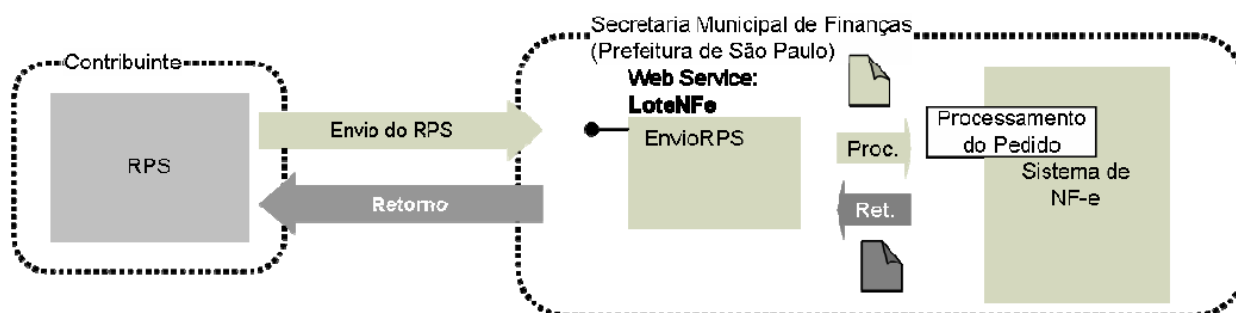 Secretaria Municipal de Finanças
(Prefeitura de São Paulo)
Contribuinte
Web Service:
LoteNFe
RPS
Envio do RPS
Retorno
EnvioRPS
Proc.
Ret.
Processamento
do Pedido
Sistema de
NF-e